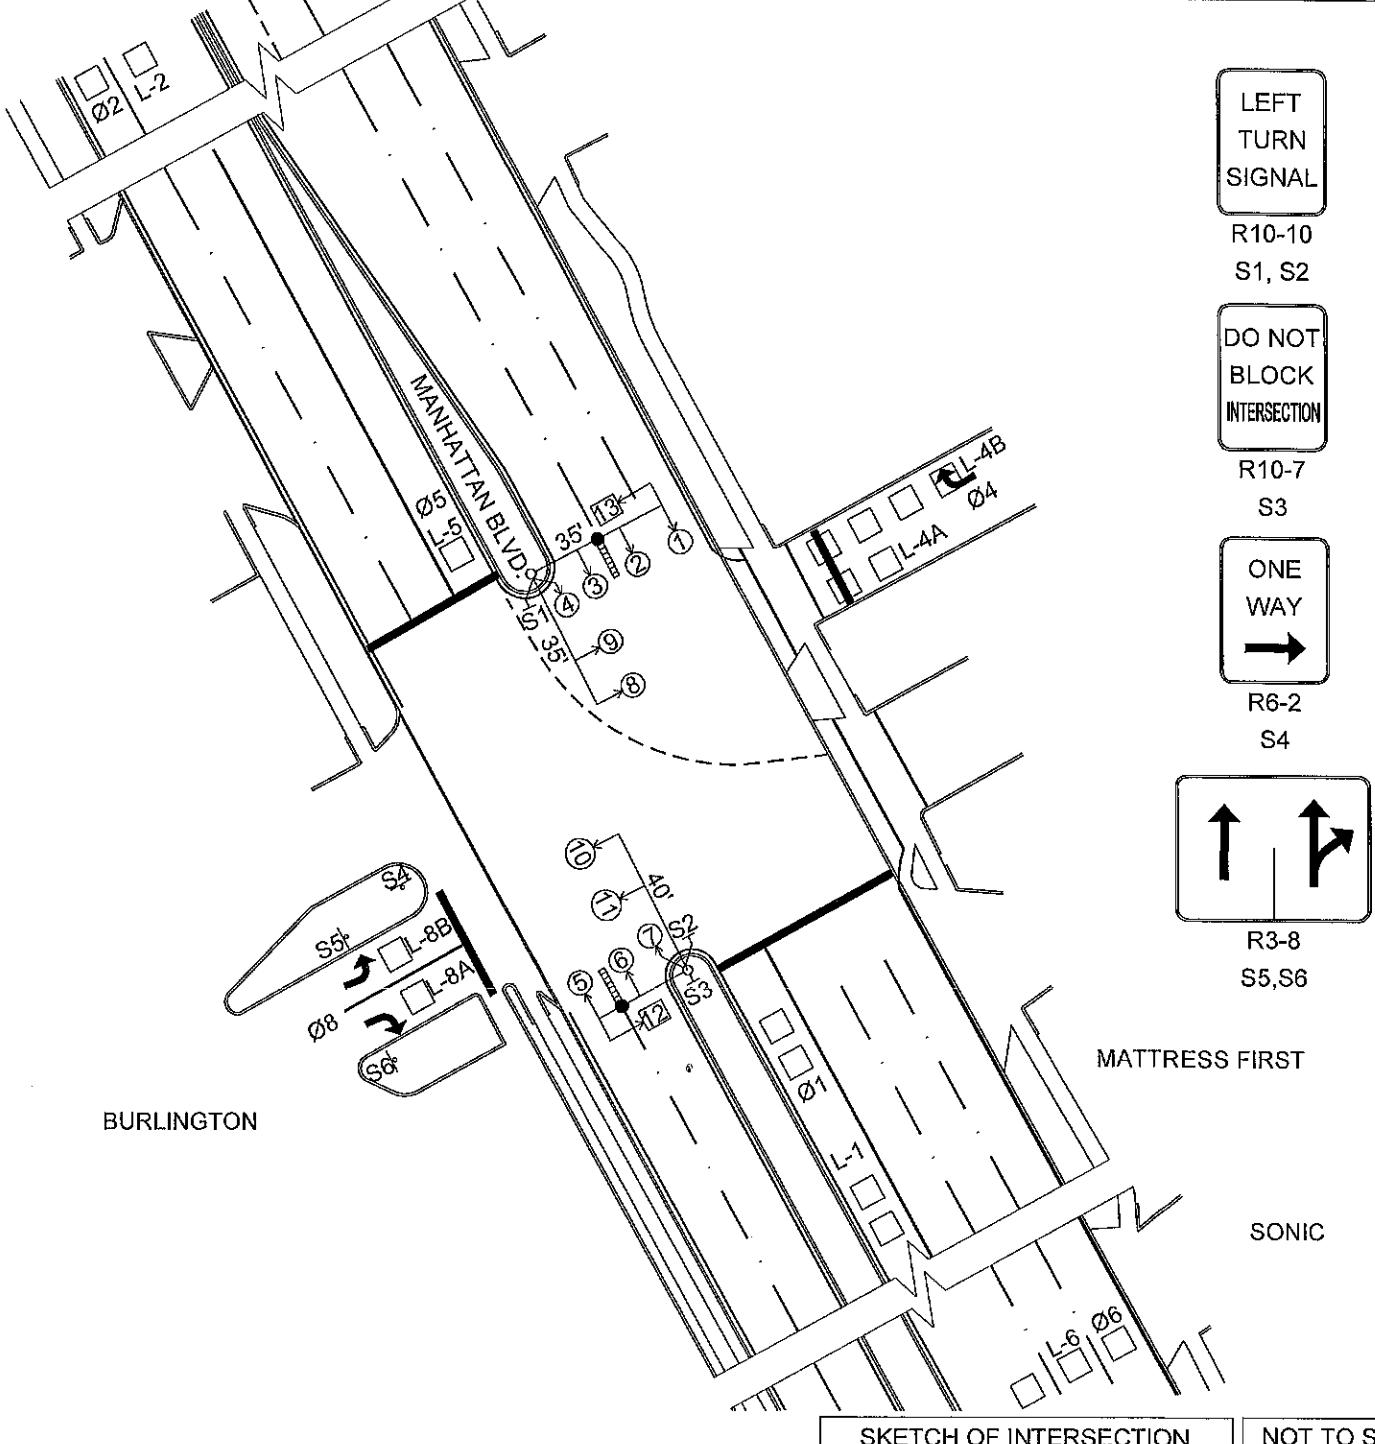 Ø2
L-2
LEFT
TURN
SIGNAL
R10-10
S1, S2
DO NOT
BLOCK
INTERSECTION
R10-7
S3
ONE
WAY
R6-2
S4
R3-8
S5,S6
MANHATTAN BLVD.
Ø5
L-5
35'
13
1
2
3
4
S1
35'
9
8
L-4B
Ø4
L-4A
10
11
40'
S2
7
6
5
12
S3
S4
S5
L-8B
L-8A
Ø8
S6
Ø1
L-1
MATTRESS FIRST
BURLINGTON
SONIC
L-6
Ø6
SKETCH OF INTERSECTION
NOT TO S